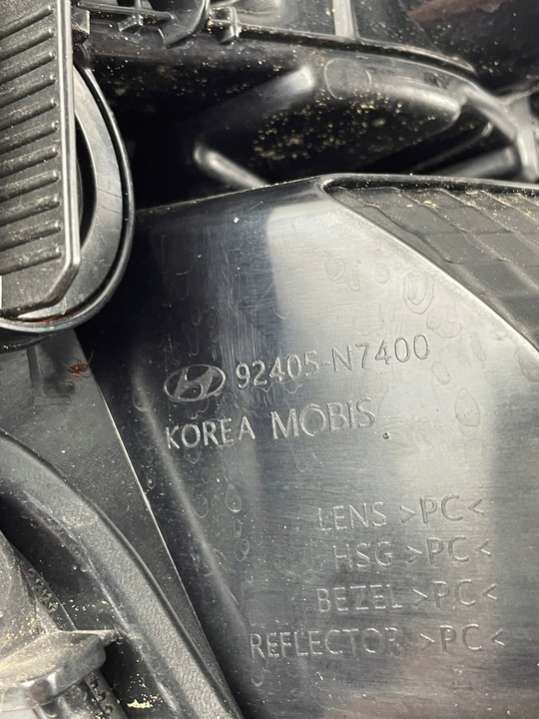 92405-N7400
KOREA MOBIS
LENS >PC<
HSG >PC<
BEZEL >PC<
REFLECTOR >PC<